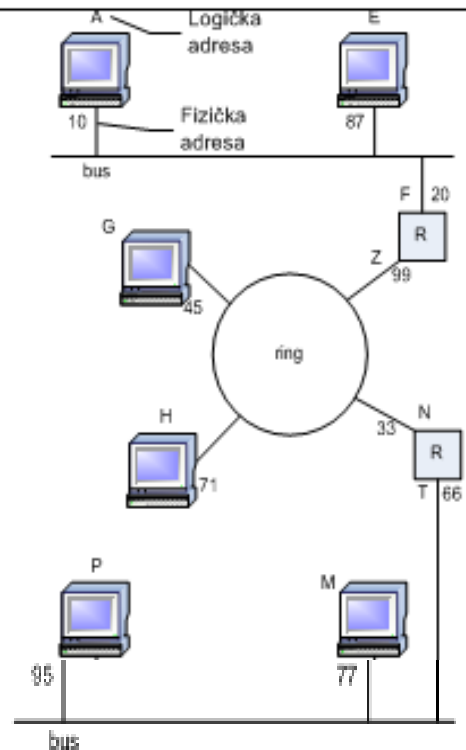 A
Logička
adresa
E
10
Fizička
adresa
87
bus
F
20
R
G
Z
99
45
ring
H
N
33
R
71
T
66
P
M
95
77
bus